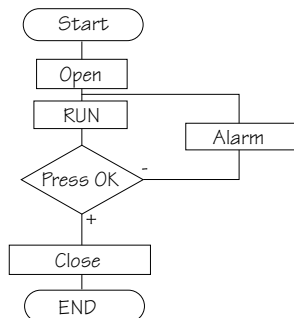 Start
Open
RUN
Alarm
Press OK
-
+
Close
END